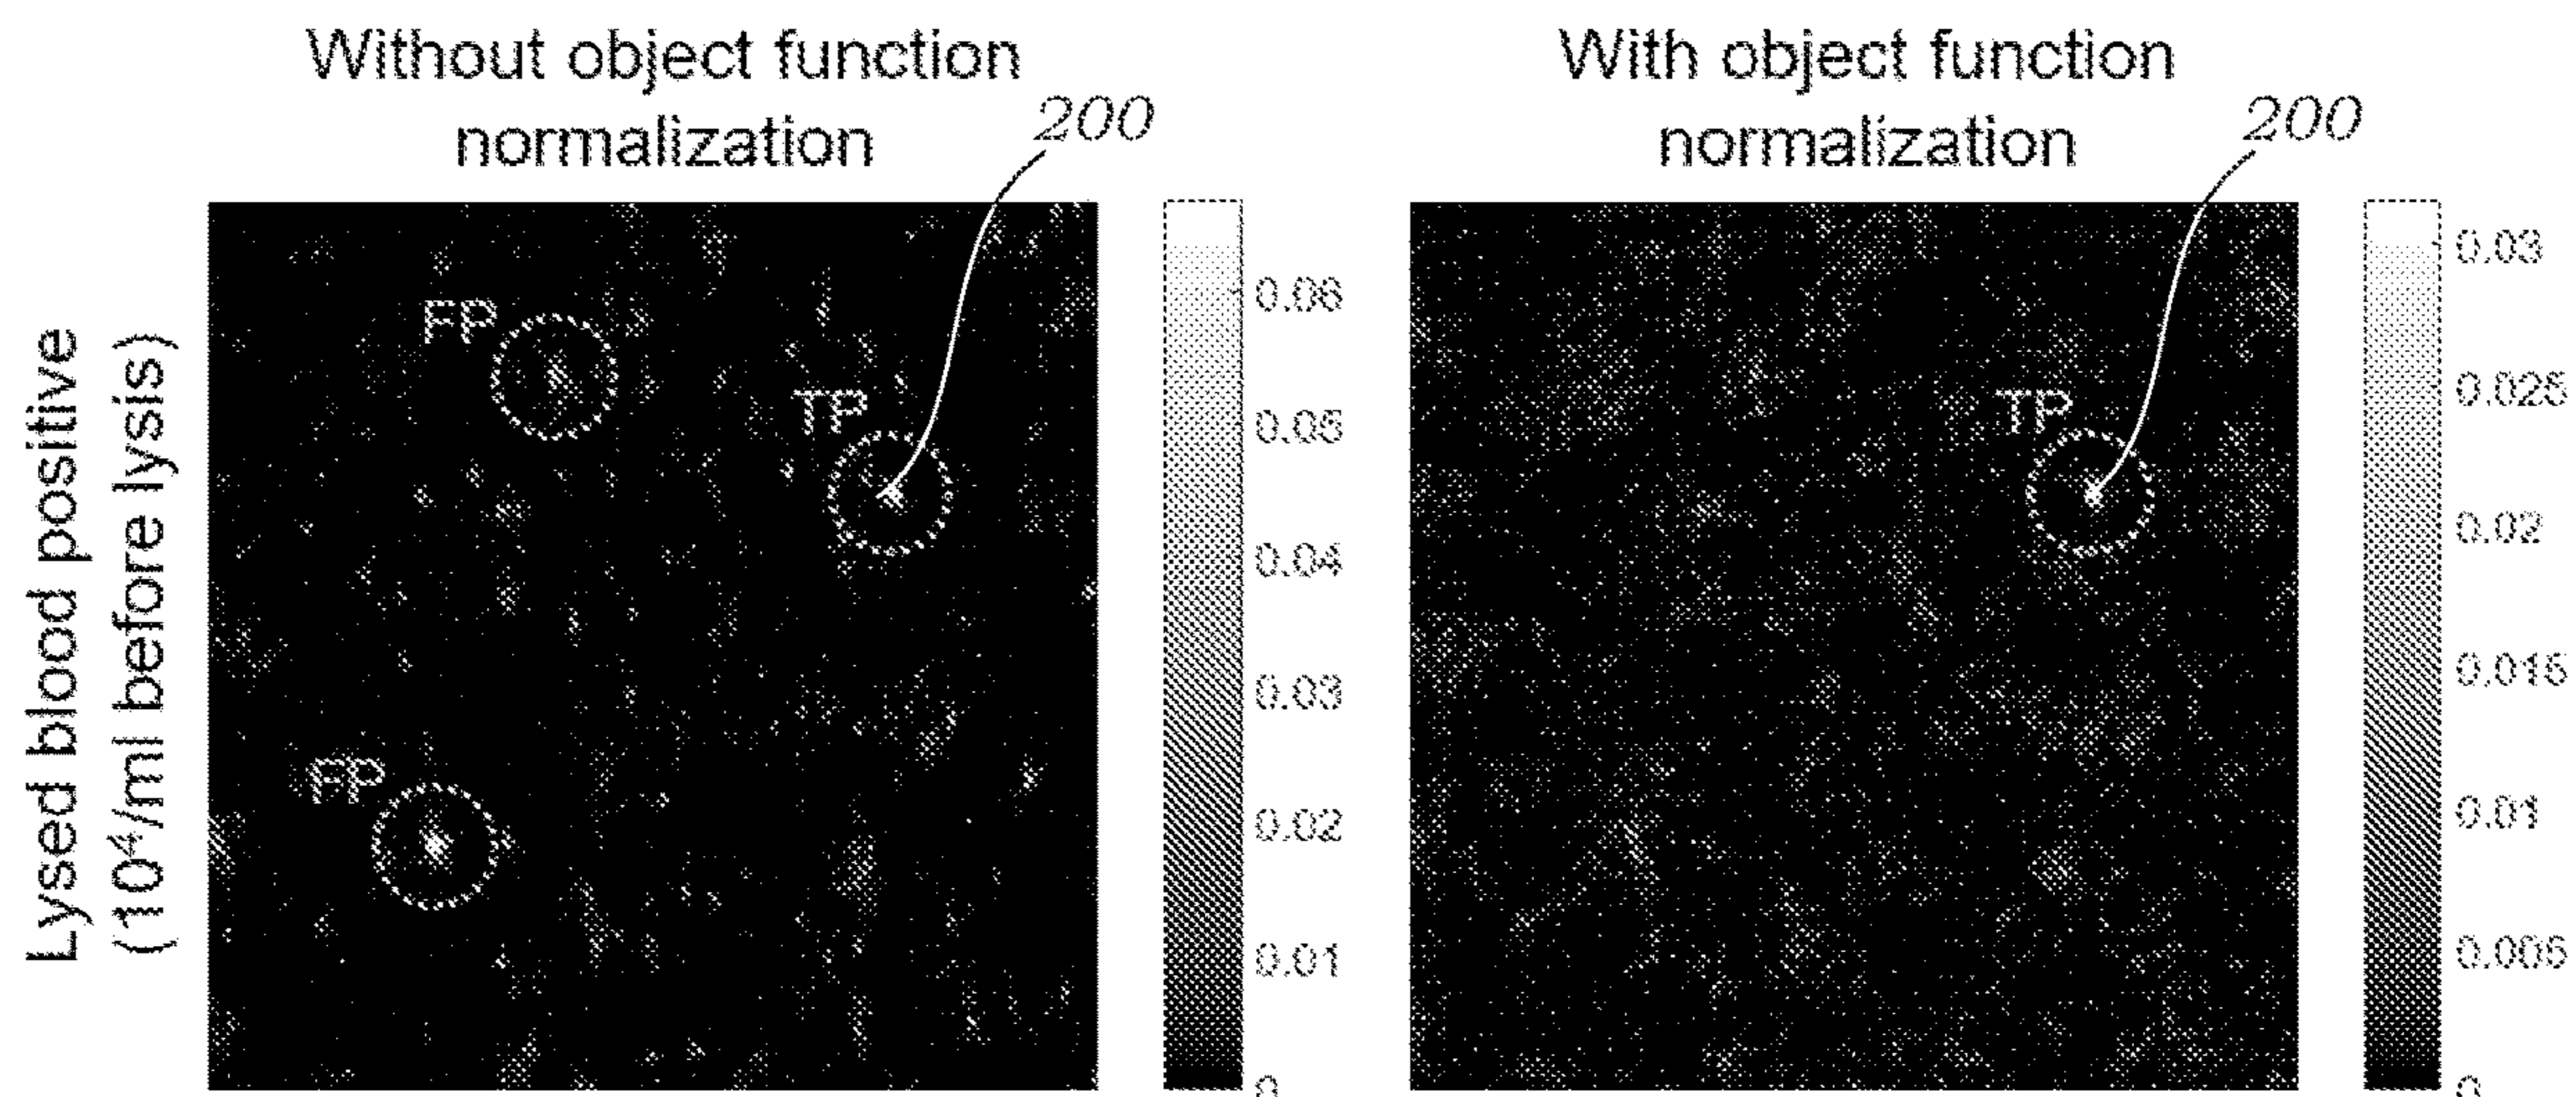 Without object function
normalization
200
With object function
normalization
200
Lysed blood positive
(10⁴/ml before lysis)
FP
TP
FP
0.06
0.05
0.04
0.03
0.02
0.01
0
TP
0.03
0.025
0.02
0.015
0.01
0.005
0